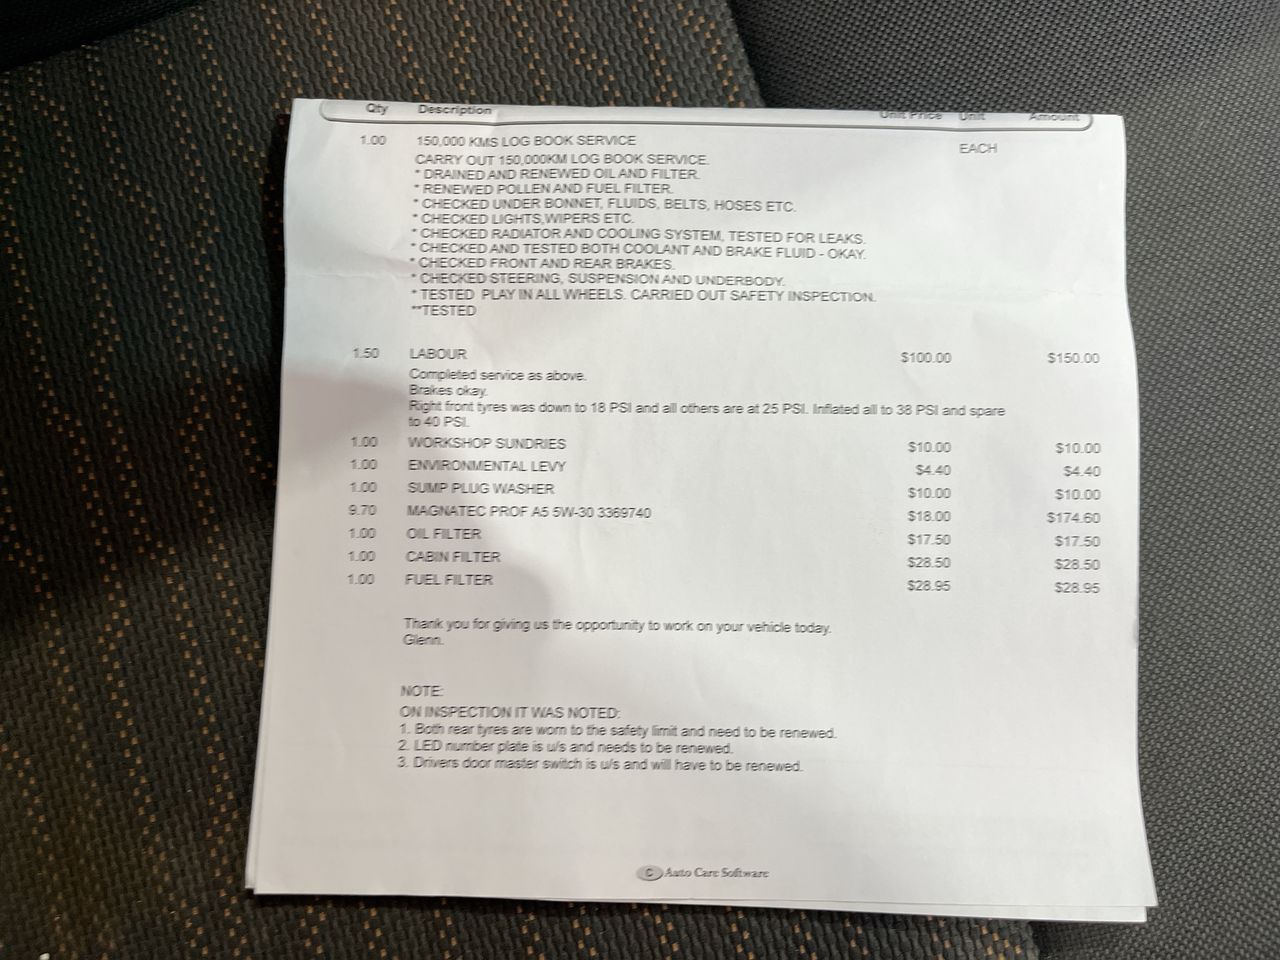 Qty Description Unit Price Unit Amount
1.00 150,000 KMS LOG BOOK SERVICE EACH
CARRY OUT 150,000KM LOG BOOK SERVICE.
* DRAINED AND RENEWED OIL AND FILTER.
* RENEWED POLLEN AND FUEL FILTER.
* CHECKED UNDER BONNET, FLUIDS, BELTS, HOSES ETC.
* CHECKED LIGHTS,WIPERS ETC.
* CHECKED RADIATOR AND COOLING SYSTEM, TESTED FOR LEAKS.
* CHECKED AND TESTED BOTH COOLANT AND BRAKE FLUID - OKAY.
* CHECKED FRONT AND REAR BRAKES.
* CHECKED STEERING, SUSPENSION AND UNDERBODY.
* TESTED PLAY IN ALL WHEELS. CARRIED OUT SAFETY INSPECTION.
**TESTED
1.50 LABOUR $100.00 $150.00
Completed service as above.
Brakes okay.
Right front tyres was down to 18 PSI and all others are at 25 PSI. Inflated all to 38 PSI and spare
to 40 PSI.
1.00 WORKSHOP SUNDRIES $10.00 $10.00
1.00 ENVIRONMENTAL LEVY $4.40 $4.40
1.00 SUMP PLUG WASHER $10.00 $10.00
9.70 MAGNATEC PROF A5 5W-30 3369740 $18.00 $174.60
1.00 OIL FILTER $17.50 $17.50
1.00 CABIN FILTER $28.50 $28.50
1.00 FUEL FILTER $28.95 $28.95
Thank you for giving us the opportunity to work on your vehicle today.
Glenn.
NOTE:
ON INSPECTION IT WAS NOTED:
1. Both rear tyres are worn to the safety limit and need to be renewed.
2. LED number plate is u/s and needs to be renewed.
3. Drivers door master switch is u/s and will have to be renewed.
C Auto Care Software